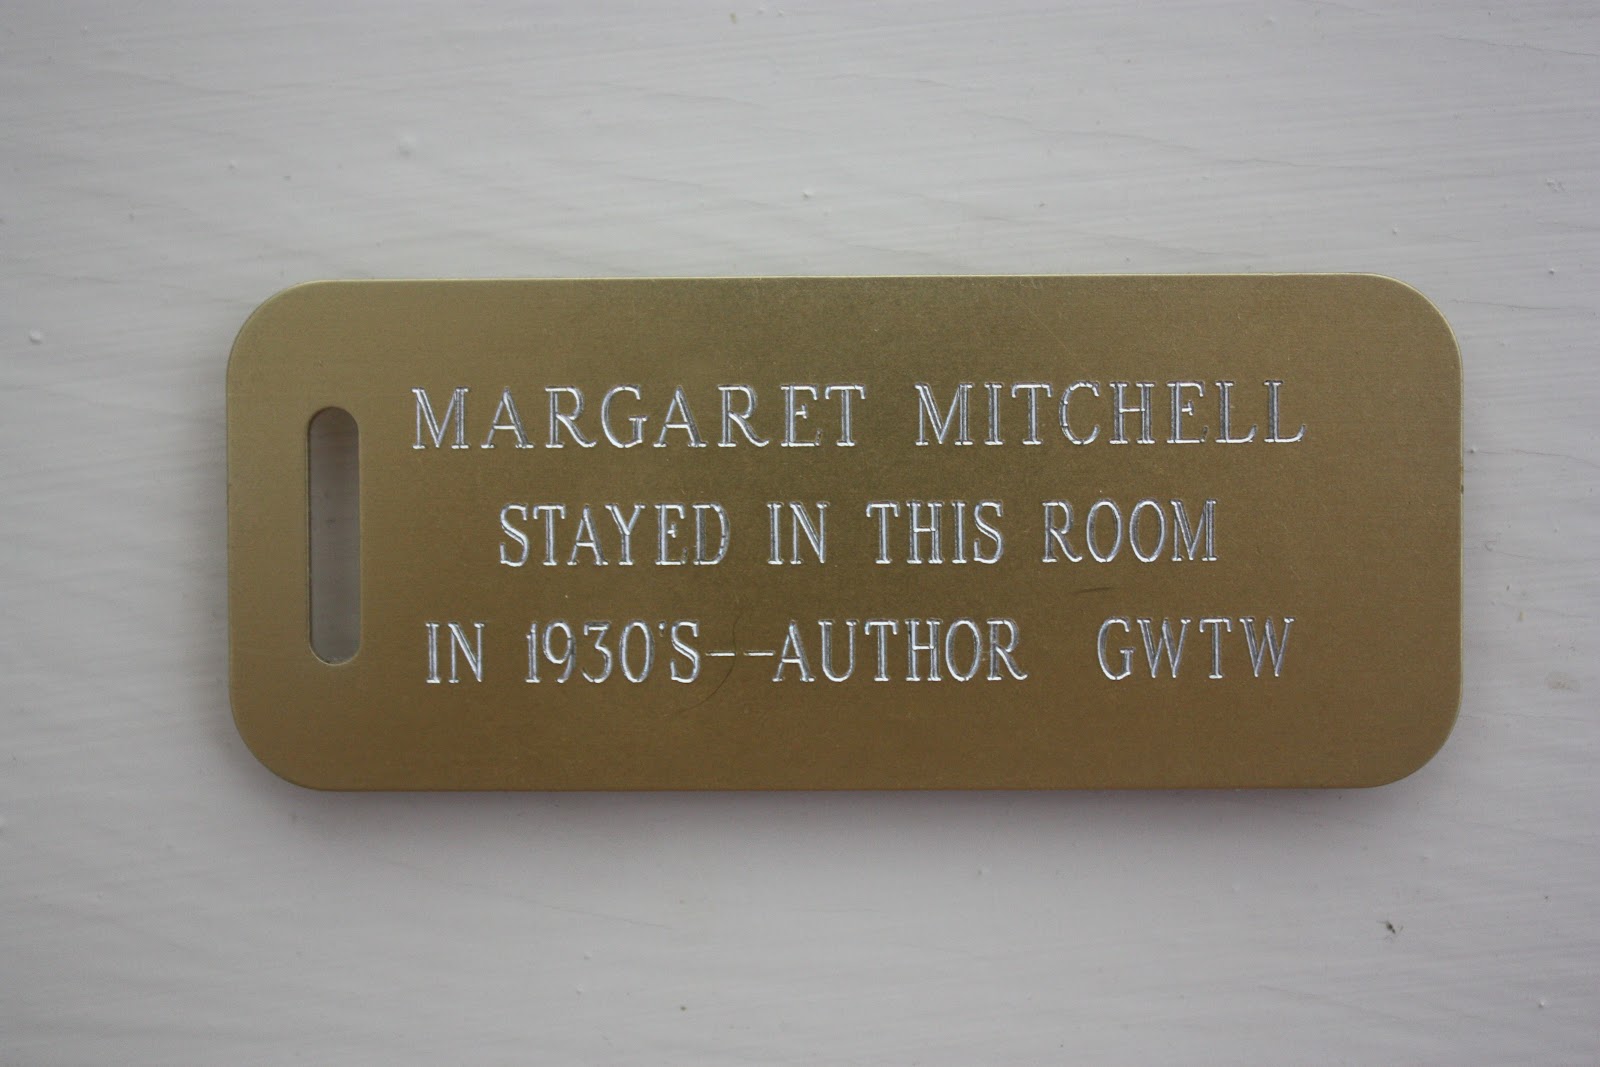 MARGARET MITCHELL
STAYED IN THIS ROOM
IN 1930'S--AUTHOR GWTW